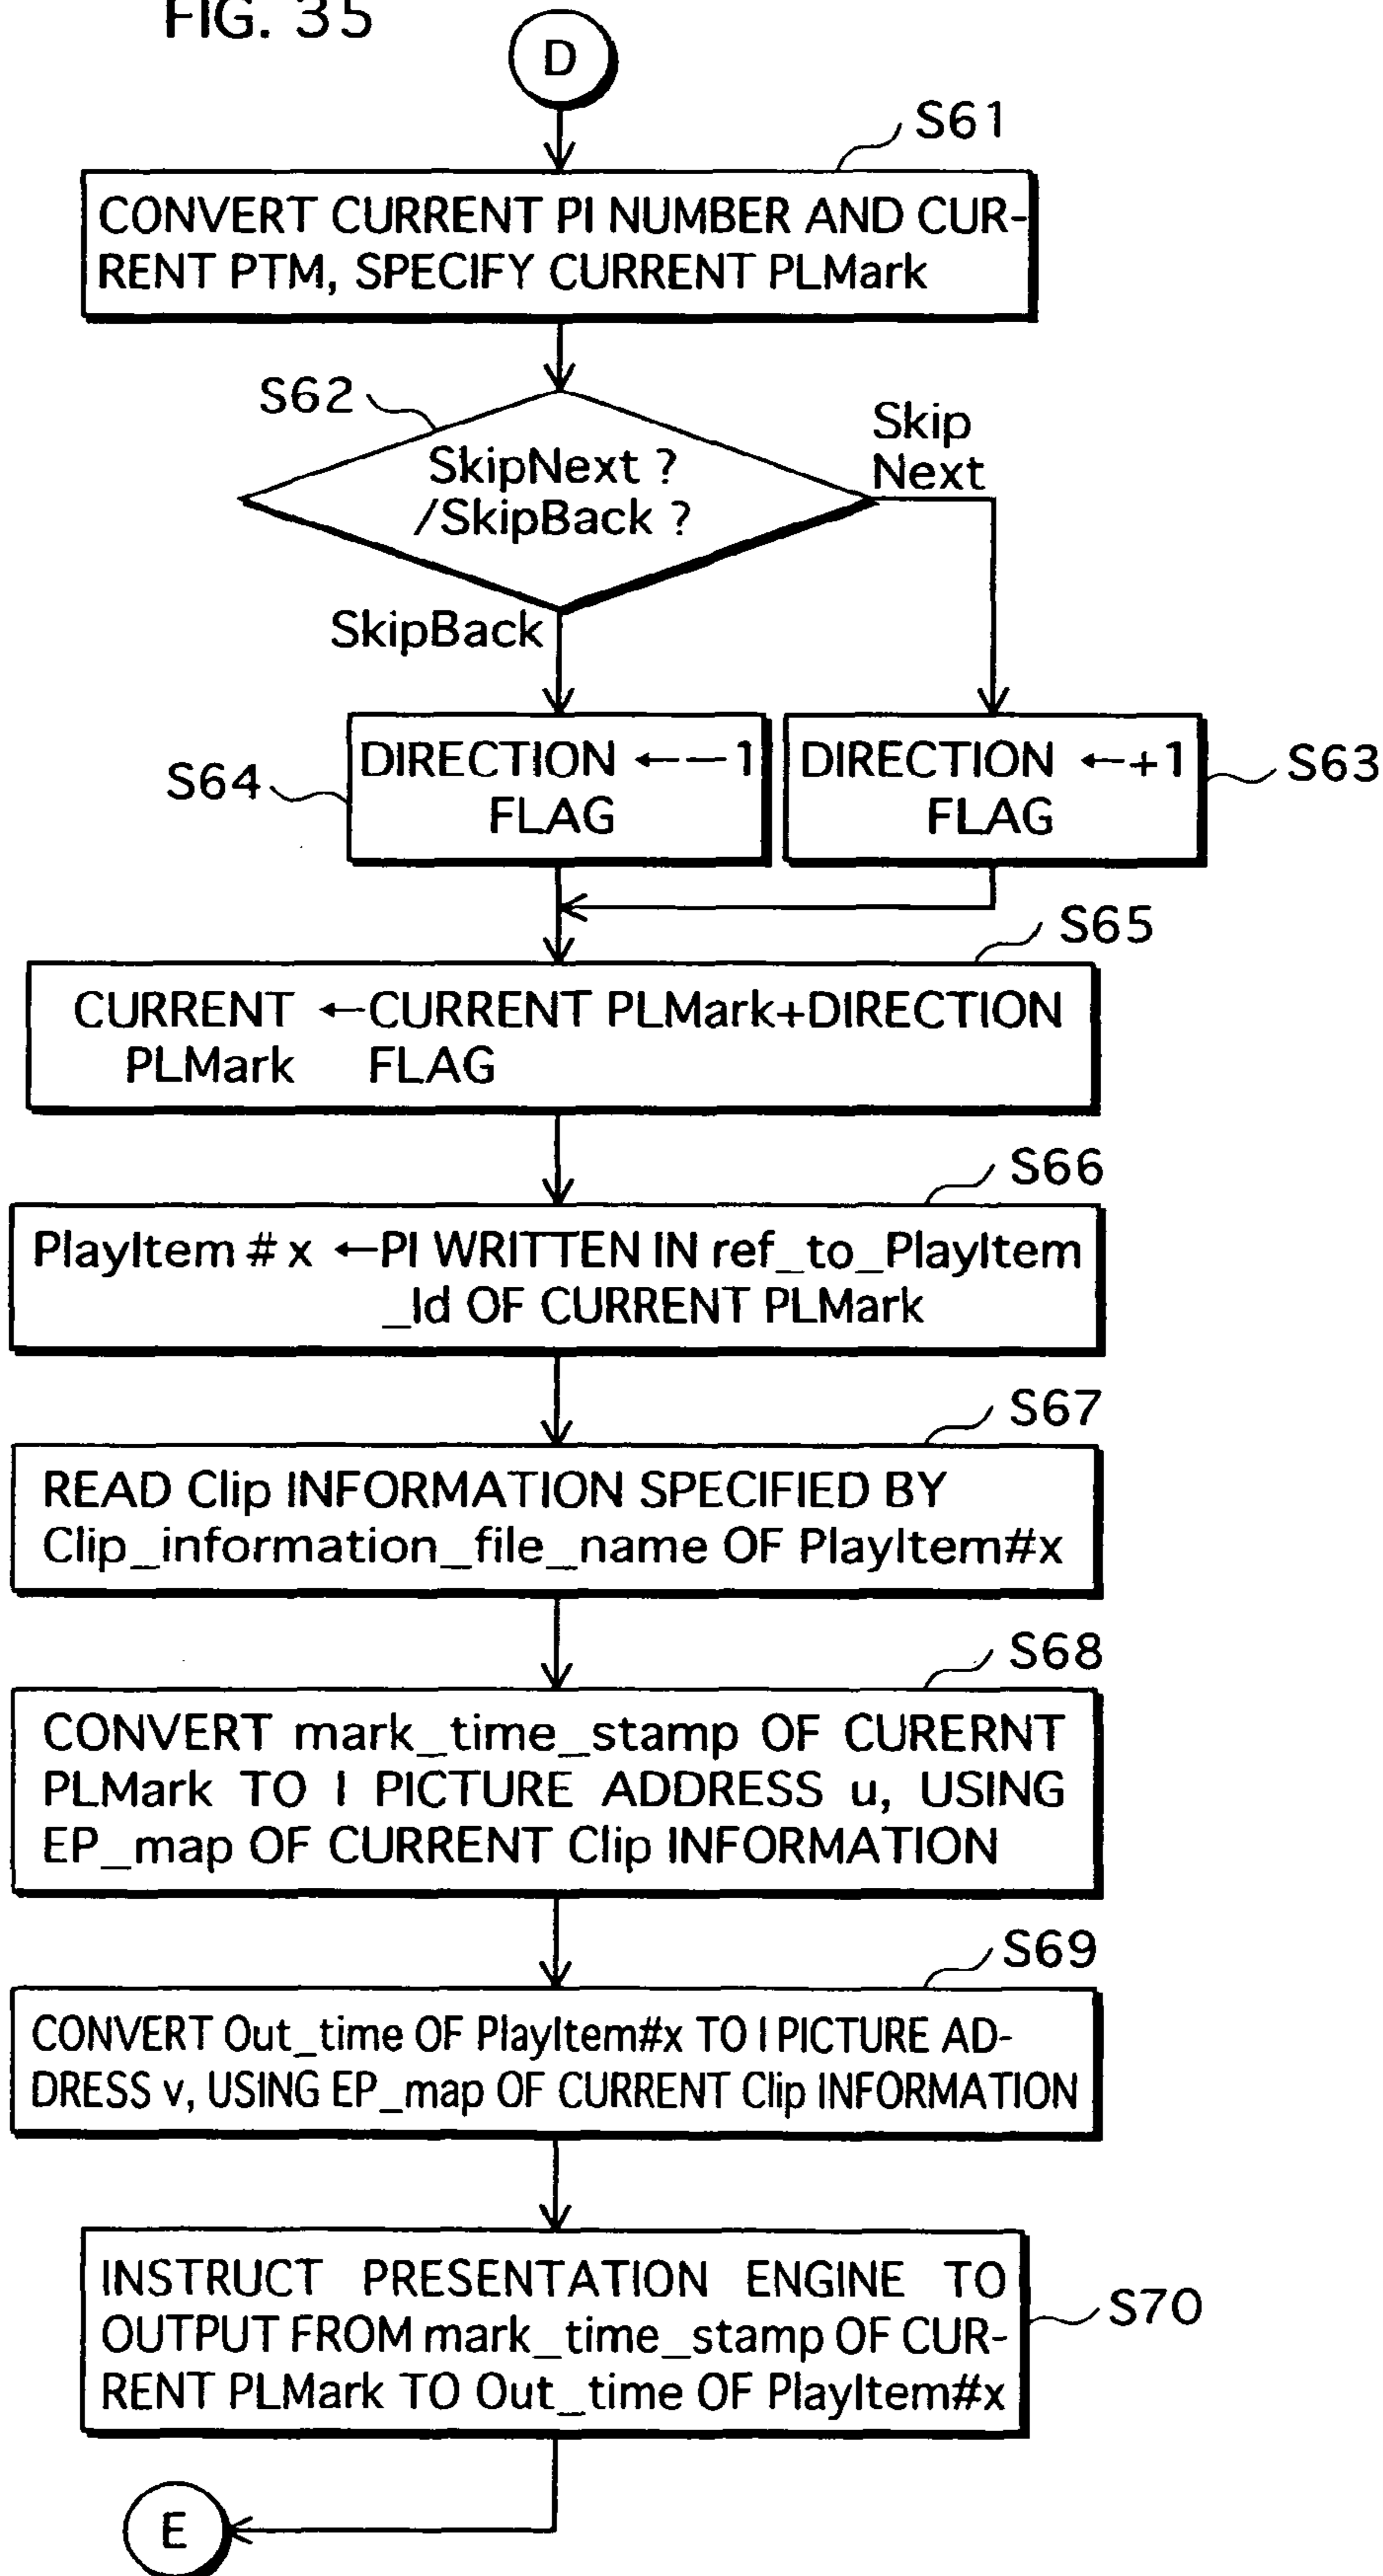 FIG. 35
D
S61
CONVERT CURRENT PI NUMBER AND CUR-
RENT PTM, SPECIFY CURRENT PLMark
S62
SkipNext ?
/SkipBack ?
Skip
Next
SkipBack
S64
DIRECTION ←−1
FLAG
DIRECTION ←+1
FLAG
S63
S65
CURRENT ←CURRENT PLMark+DIRECTION
PLMark FLAG
S66
PlayItem # x ←PI WRITTEN IN ref_to_PlayItem
_Id OF CURRENT PLMark
S67
READ Clip INFORMATION SPECIFIED BY
Clip_information_file_name OF PlayItem#x
S68
CONVERT mark_time_stamp OF CURERNT
PLMark TO I PICTURE ADDRESS u, USING
EP_map OF CURRENT Clip INFORMATION
S69
CONVERT Out_time OF PlayItem#x TO I PICTURE AD-
DRESS v, USING EP_map OF CURRENT Clip INFORMATION
INSTRUCT PRESENTATION ENGINE TO
OUTPUT FROM mark_time_stamp OF CUR-
RENT PLMark TO Out_time OF PlayItem#x
S70
E